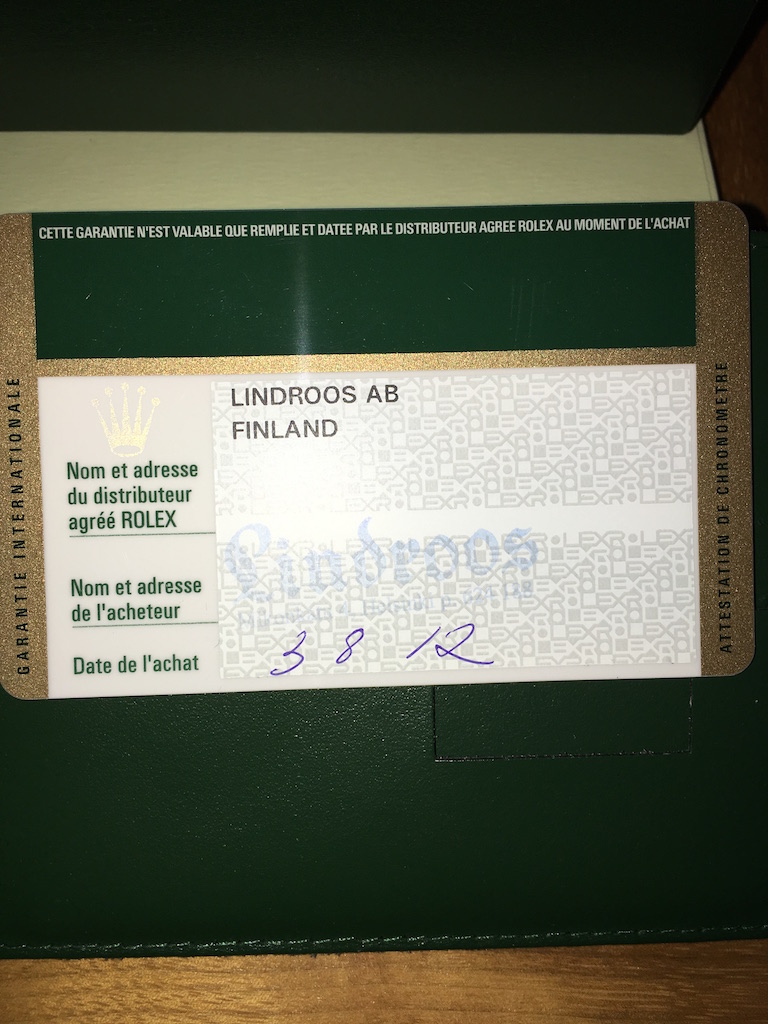 CETTE GARANTIE N'EST VALABLE QUE REMPLIE ET DATEE PAR LE DISTRIBUTEUR AGREE ROLEX AU MOMENT DE L'ACHAT
GARANTIE INTERNATIONALE
LINDROOS AB
FINLAND
Nom et adresse
du distributeur
agréé ROLEX
Lindroos
Nom et adresse
de l'acheteur
Date de l'achat
3 8 12
ATTESTATION DE CHRONOMETRE